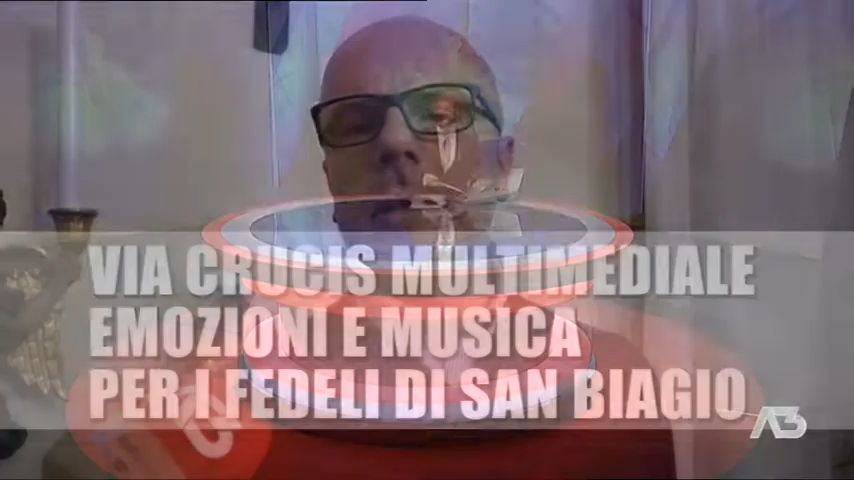 VIA CRUCIS MULTIMEDIALE
EMOZIONI E MUSICA
PER I FEDELI DI SAN BIAGIO
A3